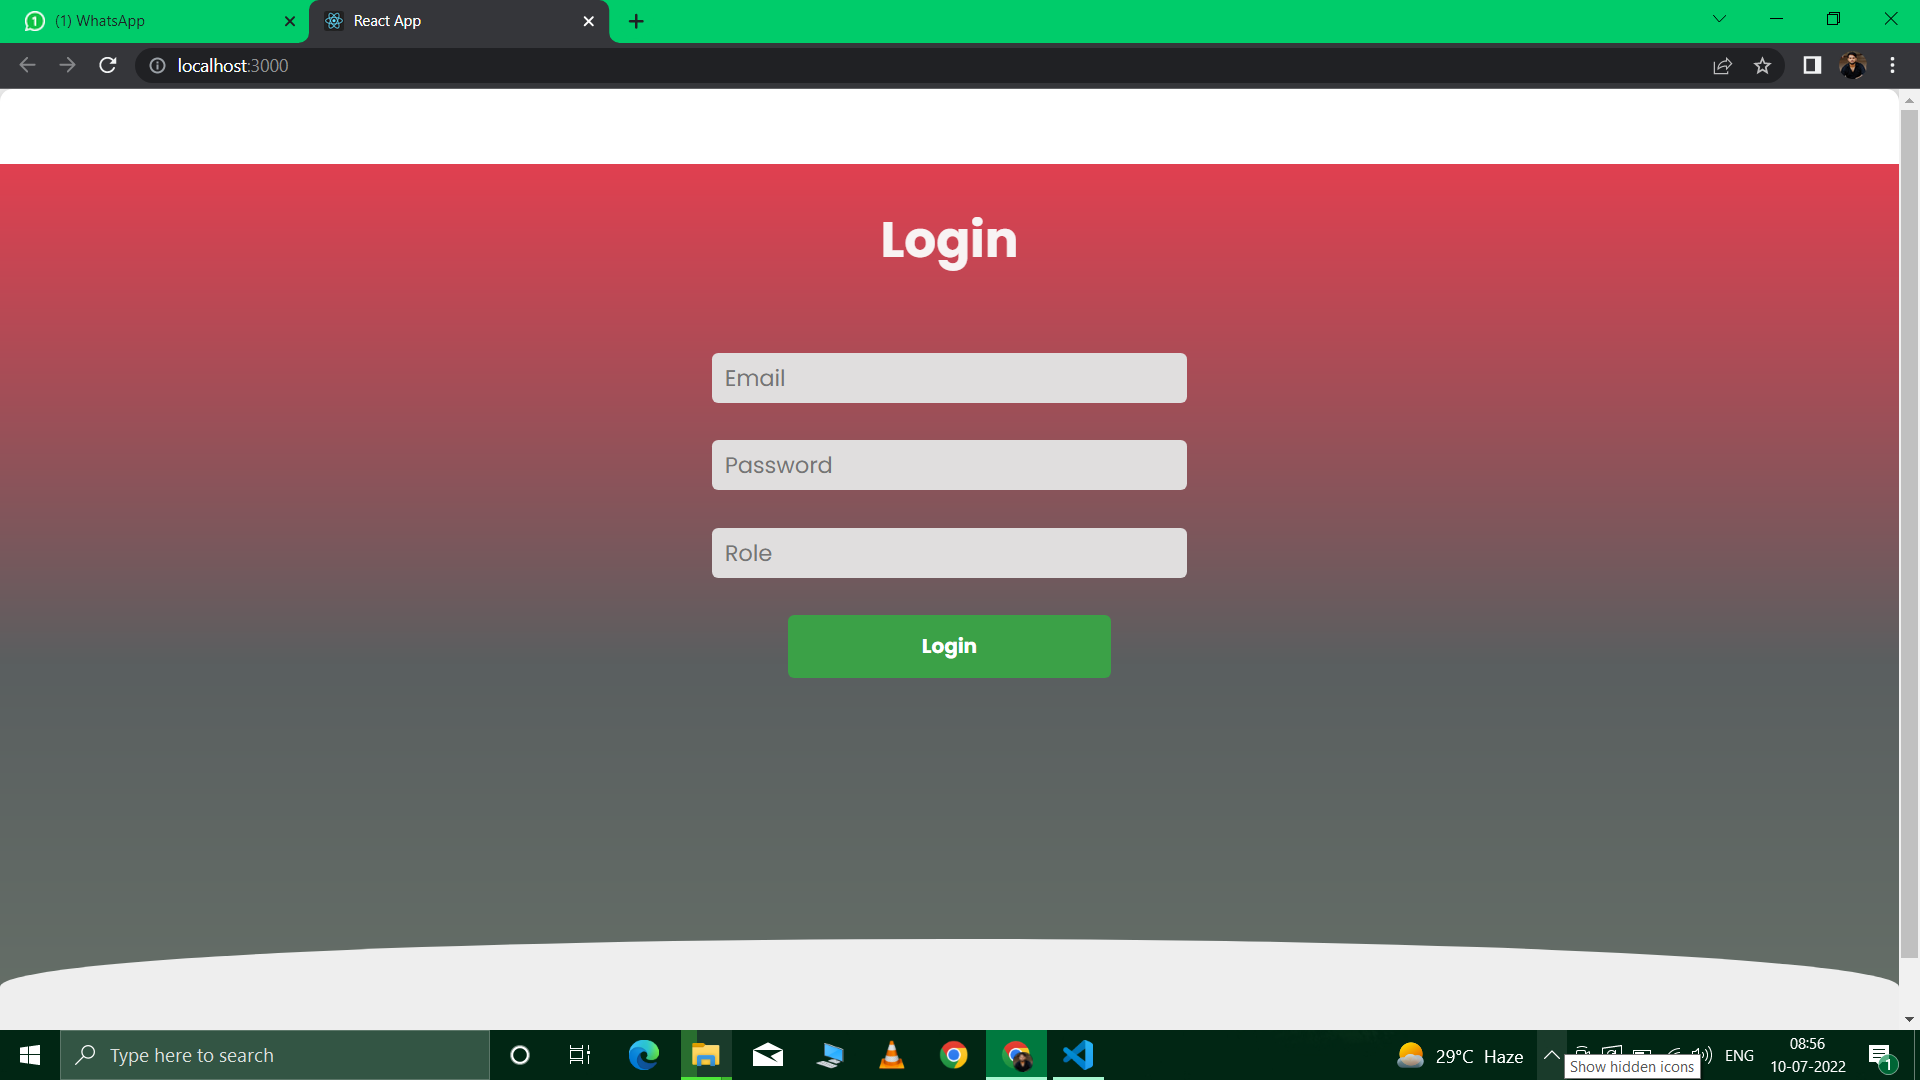 (1) WhatsApp
React App
localhost:3000
Login
Email
Password
Role
Login
Type here to search
29°C Haze
ENG
08:56
10-07-2022
1
Show hidden icons